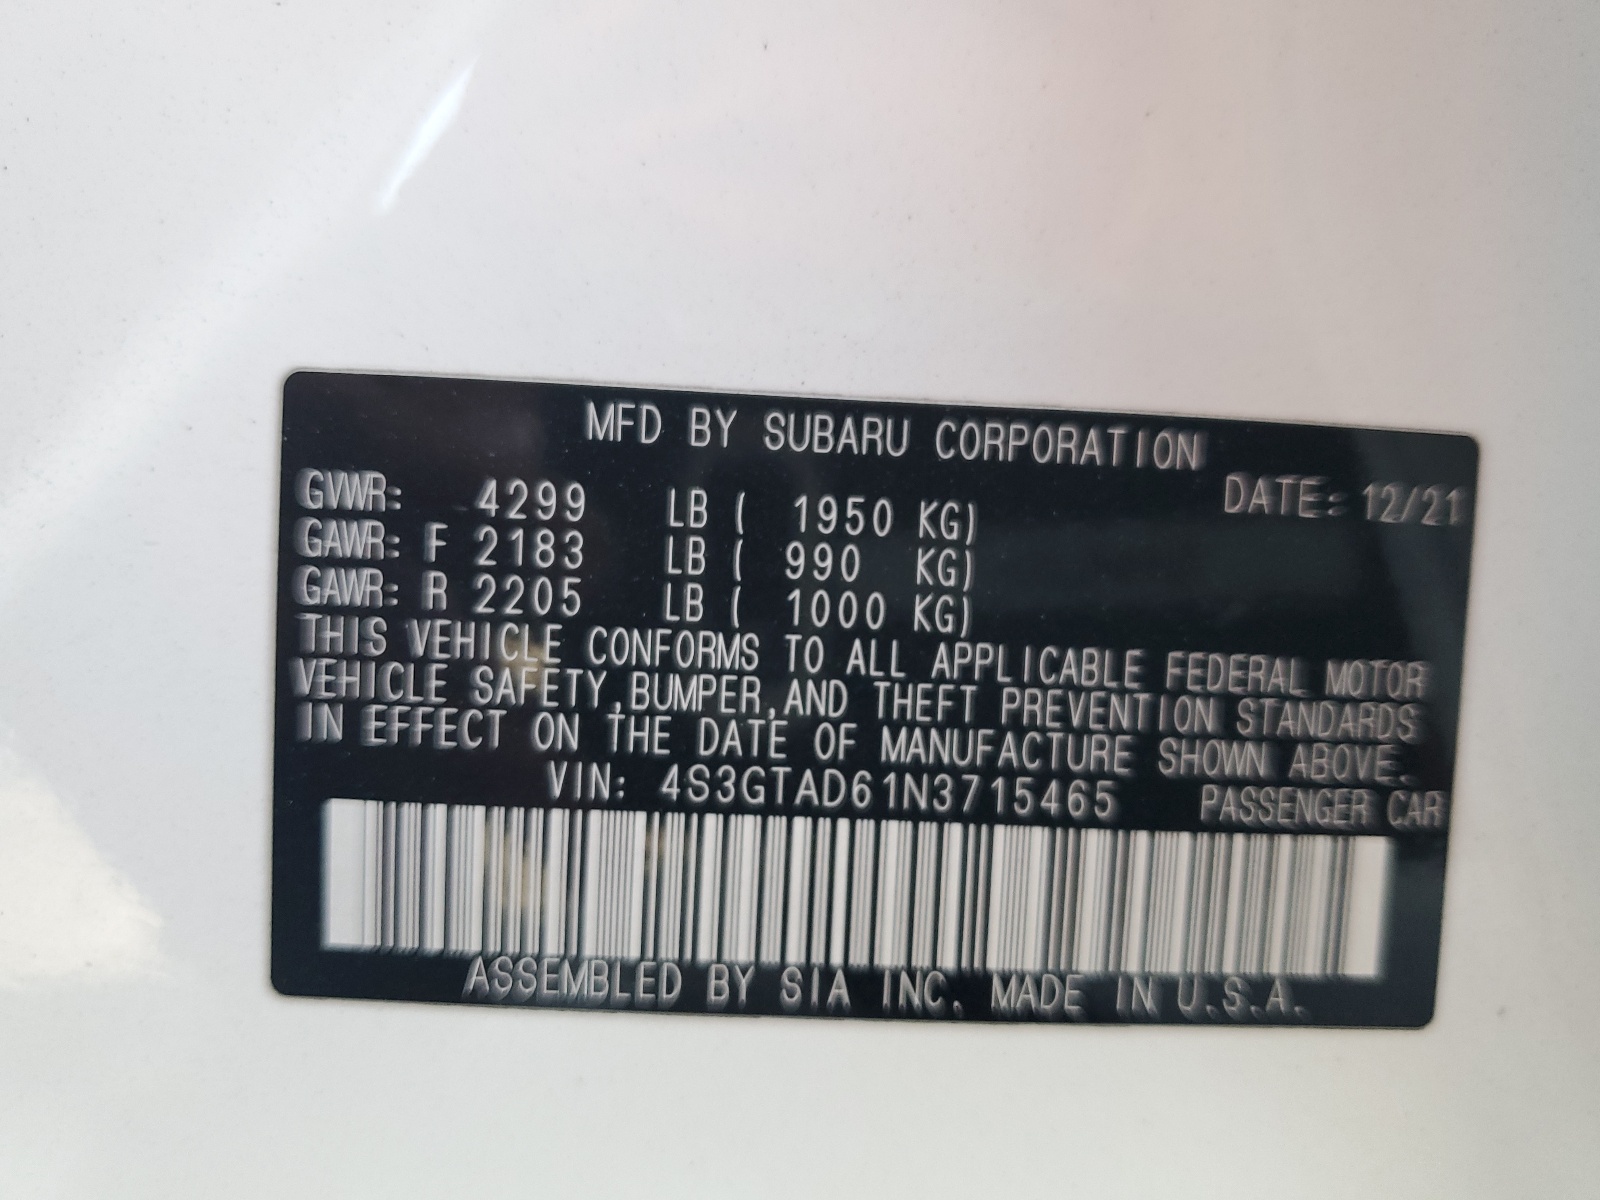 MFD BY SUBARU CORPORATION
GVWR: 4299 LB ( 1950 KG) DATE: 12/21
GAWR: F 2183 LB ( 990 KG)
GAWR: R 2205 LB ( 1000 KG)
THIS VEHICLE CONFORMS TO ALL APPLICABLE FEDERAL MOTOR
VEHICLE SAFETY,BUMPER,AND THEFT PREVENTION STANDARDS
IN EFFECT ON THE DATE OF MANUFACTURE SHOWN ABOVE.
VIN: 4S3GTAD61N3715465 PASSENGER CAR
ASSEMBLED BY SIA INC. MADE IN U.S.A.